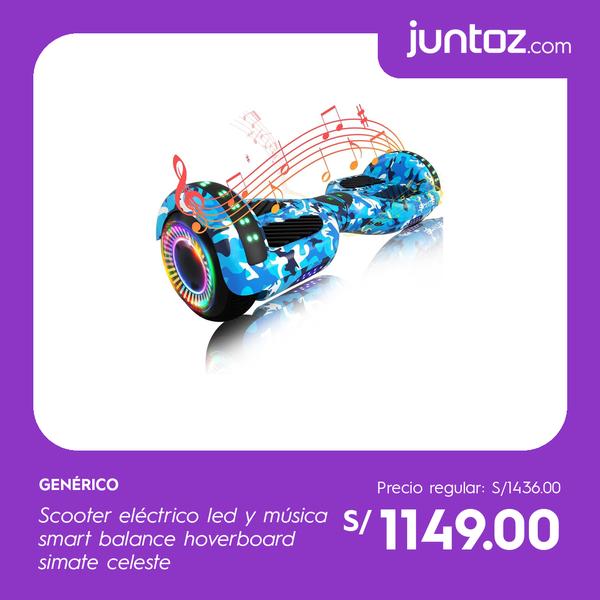 juntoz.com
GENÉRICO
Scooter eléctrico led y música
smart balance hoverboard
simate celeste
Precio regular: S/1436.00
S/ 1149.00